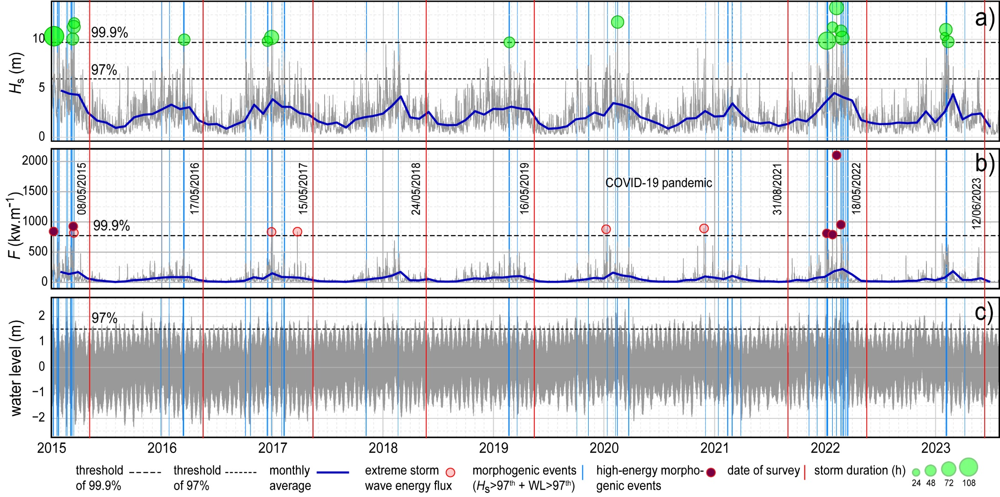 a)
10
5
0
Hs (m)
99.9%
97%
b)
2000
1500
1000
500
0
F (kw.m⁻¹)
08/05/2015
17/05/2016
15/05/2017
24/05/2018
16/05/2019
COVID-19 pandemic
31/08/2021
18/05/2022
12/06/2023
99.9%
c)
2
1
0
−1
−2
water level (m)
97%
2015 2016 2017 2018 2019 2020 2021 2022 2023
threshold of 99.9%
threshold of 97%
monthly average
extreme storm wave energy flux
morphogenic events (Hs>97th + WL>97th)
high-energy morpho-genic events
date of survey
storm duration (h)
24 48 72 108